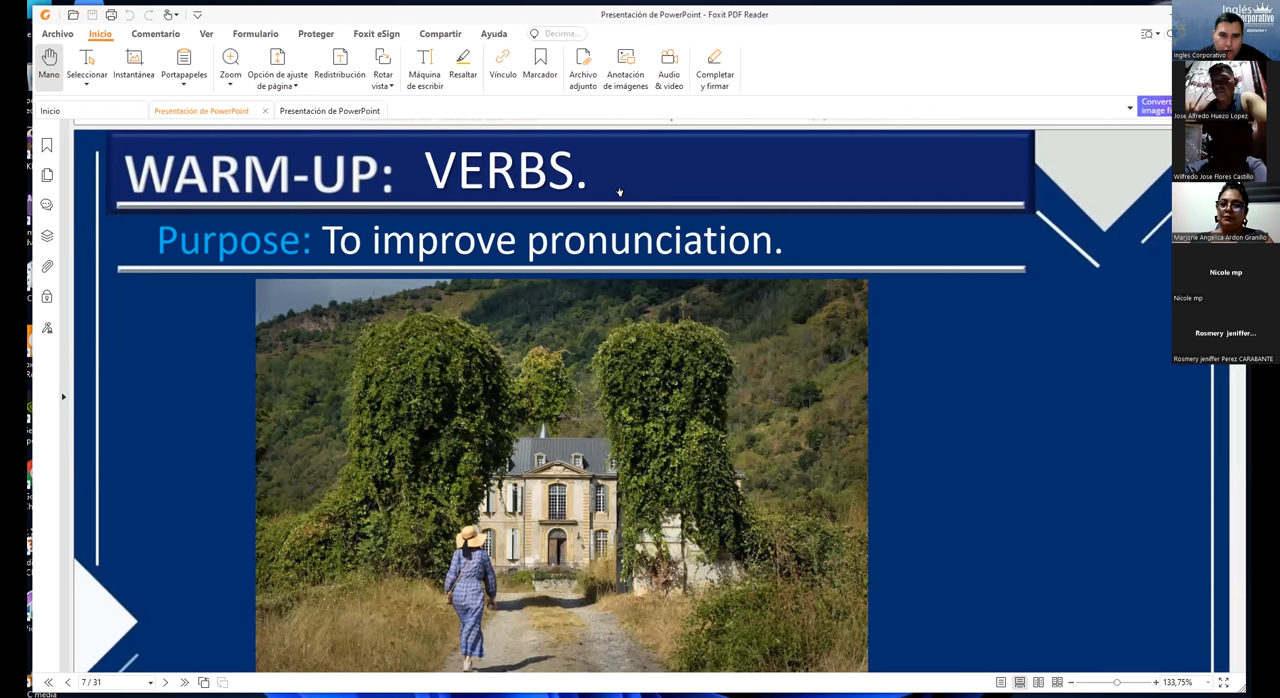 Presentación de PowerPoint - Foxit PDF Reader
Archivo Inicio Comentario Ver Formulario Proteger Foxit eSign Compartir Ayuda Decirme...
Mano Seleccionar Instantánea Portapapeles Zoom Opción de ajuste de página Redistribución Rotar vista Máquina de escribir Resaltar Vínculo Marcador Archivo adjunto Anotación de imágenes Audio & video Completar y firmar
Inicio Presentación de PowerPoint Presentación de PowerPoint
Convert
WARM-UP: VERBS.
Purpose: To improve pronunciation.
Inglés
Corporativo
Ingles Corporativo
Jose Alfredo Huezo Lopez
Wilfredo Jose Flores Castillo
Marjorie Angelica Ardon Granillo
Nicole mp
Nicole mp
Rosmery jeniffer...
Rosmery jeniffer Perez CARABANTE
7 / 31
133,75%
C media